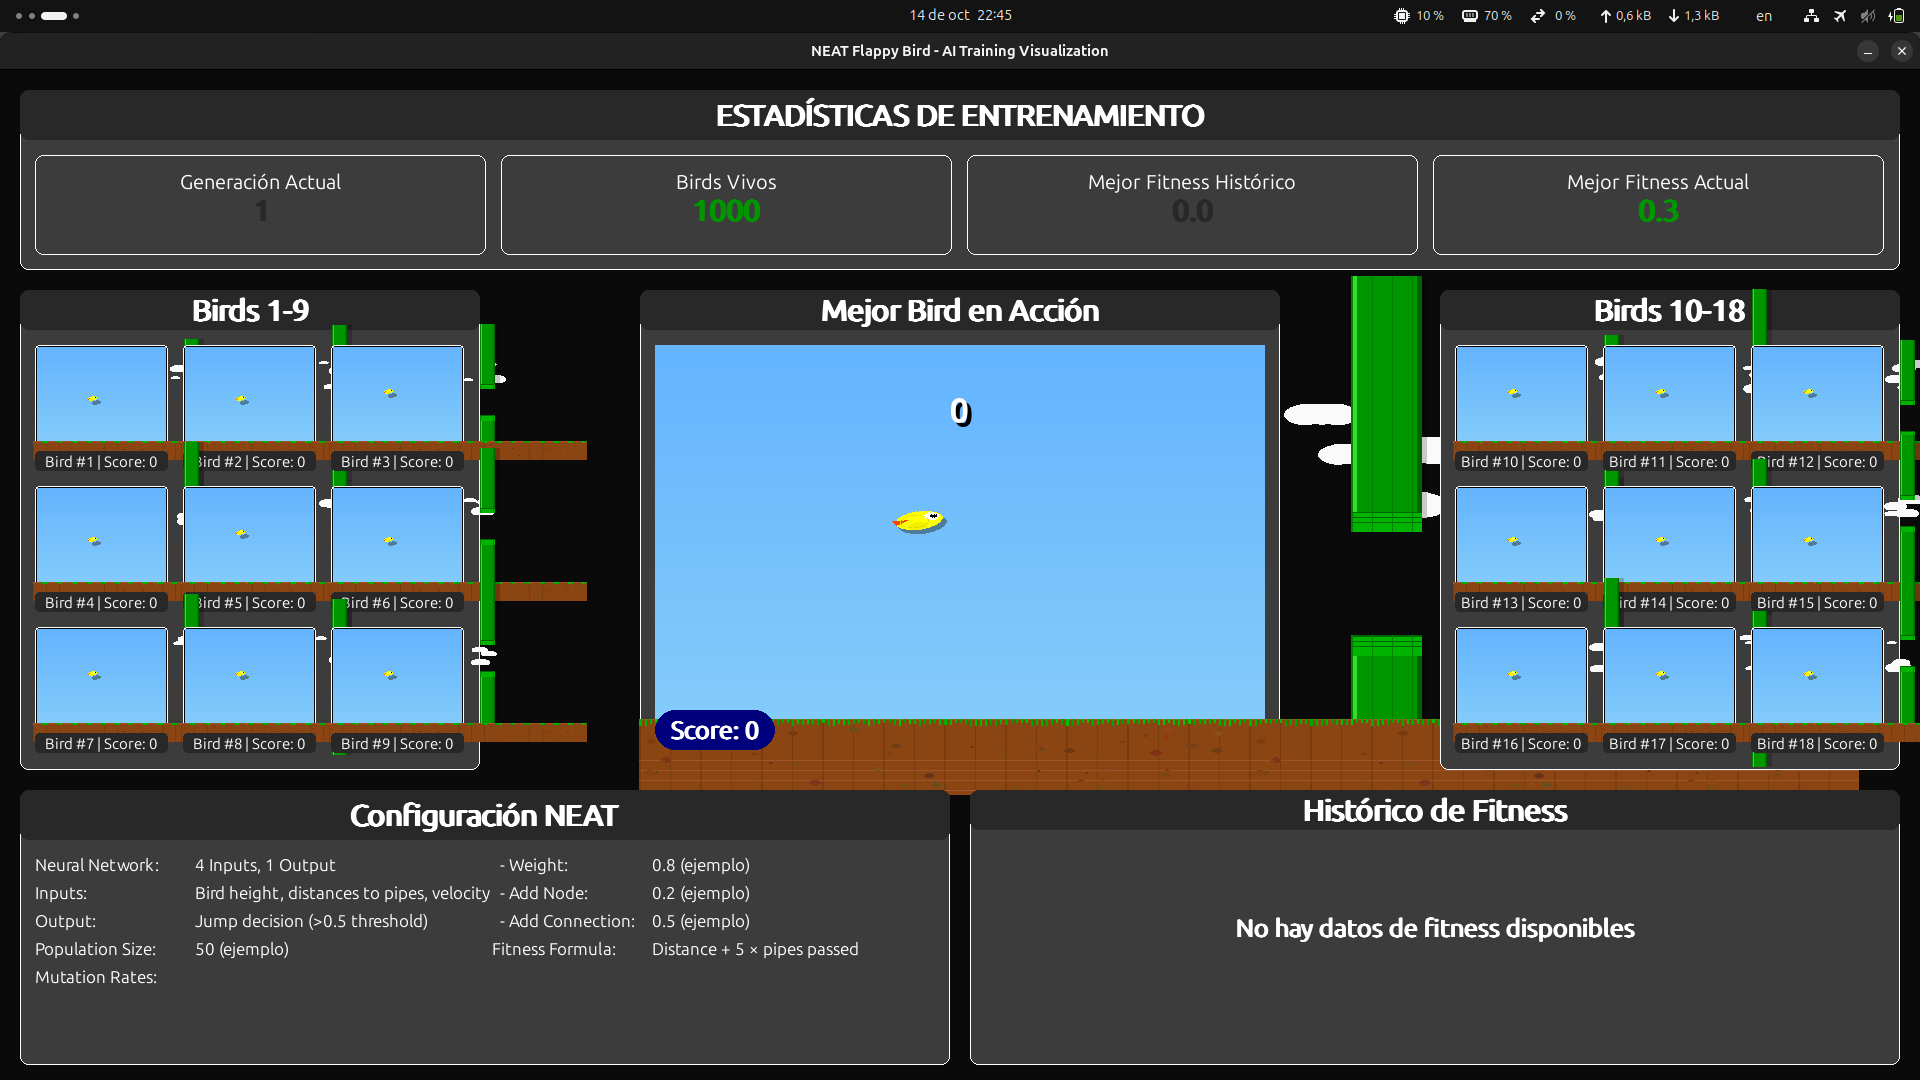 14 de oct 22:45
10 %
70 %
0 %
0,6 kB
1,3 kB
en
NEAT Flappy Bird - AI Training Visualization
ESTADÍSTICAS DE ENTRENAMIENTO
Generación Actual
1
Birds Vivos
1000
Mejor Fitness Histórico
0.0
Mejor Fitness Actual
0.3
Birds 1-9
Bird #1 | Score: 0
Bird #2 | Score: 0
Bird #3 | Score: 0
Bird #4 | Score: 0
Bird #5 | Score: 0
Bird #6 | Score: 0
Bird #7 | Score: 0
Bird #8 | Score: 0
Bird #9 | Score: 0
Mejor Bird en Acción
0
Score: 0
Birds 10-18
Bird #10 | Score: 0
Bird #11 | Score: 0
Bird #12 | Score: 0
Bird #13 | Score: 0
Bird #14 | Score: 0
Bird #15 | Score: 0
Bird #16 | Score: 0
Bird #17 | Score: 0
Bird #18 | Score: 0
Configuración NEAT
Neural Network: 4 Inputs, 1 Output
Inputs: Bird height, distances to pipes, velocity
Output: Jump decision (>0.5 threshold)
Population Size: 50 (ejemplo)
Mutation Rates:
- Weight: 0.8 (ejemplo)
- Add Node: 0.2 (ejemplo)
- Add Connection: 0.5 (ejemplo)
Fitness Formula: Distance + 5 × pipes passed
Histórico de Fitness
No hay datos de fitness disponibles